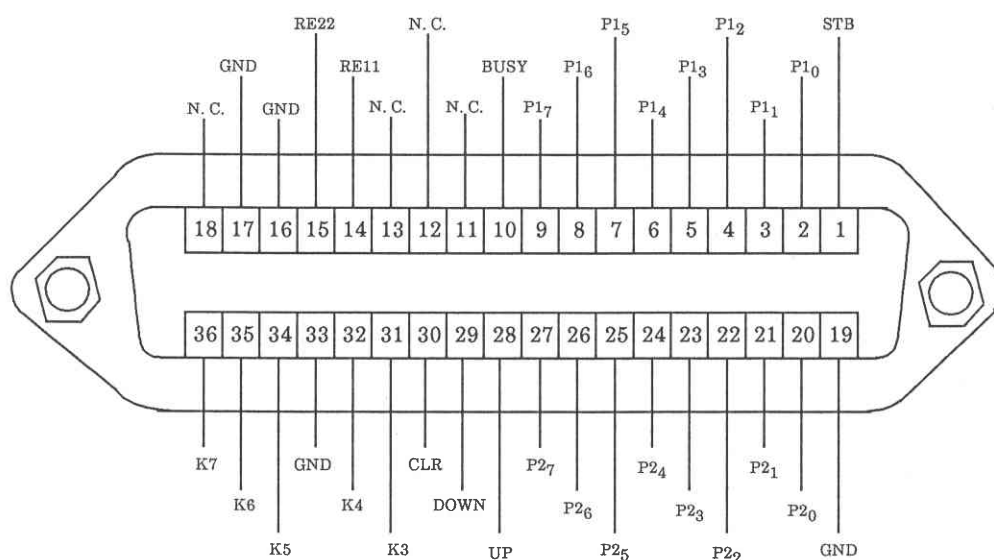 RE22 N. C. P1₅ P1₂ STB
GND RE11 BUSY P1₆ P1₃ P1₀
N. C. GND N. C. N. C. P1₇ P1₄ P1₁
18 17 16 15 14 13 12 11 10 9 8 7 6 5 4 3 2 1
36 35 34 33 32 31 30 29 28 27 26 25 24 23 22 21 20 19
K7 GND CLR P2₇ P2₄ P2₁
K6 K4 DOWN P2₆ P2₃ P2₀
K5 K3 UP P2₅ P2₂ GND